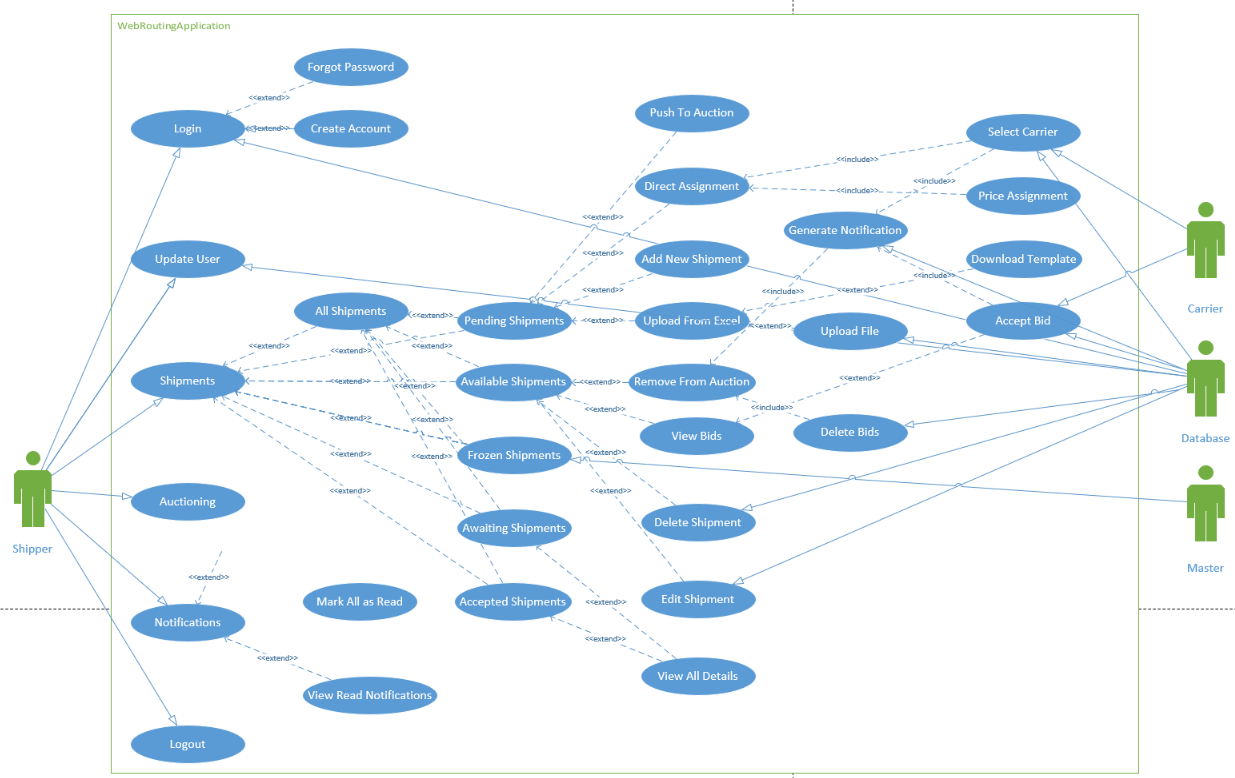 WebRoutingApplication
Forgot Password
<<extend>>
Login
<<extend>>
Create Account
Push To Auction
Select Carrier
<<include>>
Direct Assignment
<<include>>
<<include>>
Price Assignment
<<extend>>
Generate Notification
<<extend>>
Update User
Add New Shipment
Download Template
<<include>>
<<extend>>
<<include>>
<<extend>>
All Shipments
<<extend>>
Pending Shipments
<<extend>>
Upload From Excel
<<extend>>
Upload File
Accept Bid
Carrier
<<extend>>
<<extend>>
<<extend>>
Shipments
<<extend>>
<<extend>>
Available Shipments
<<extend>>
Remove From Auction
<<extend>>
<<extend>>
<<include>>
<<extend>>
<<extend>>
View Bids
Delete Bids
Database
<<extend>>
<<extend>>
Frozen Shipments
<<extend>>
<<extend>>
<<extend>>
Auctioning
Awaiting Shipments
Delete Shipment
Shipper
Master
<<extend>>
Mark All as Read
Accepted Shipments
<<extend>>
Edit Shipment
Notifications
<<extend>>
<<extend>>
View All Details
View Read Notifications
Logout